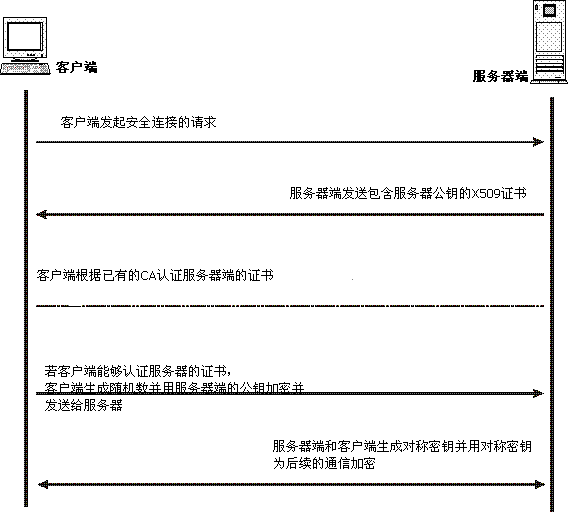 客户端
服务器端
客户端发起安全连接的请求
服务器端发送包含服务器公钥的X509证书
客户端根据已有的CA认证服务器端的证书
若客户端能够认证服务器的证书，
客户端生成随机数并用服务器端的公钥加密并
发送给服务器
服务器端和客户端生成对称密钥并用对称密钥
为后续的通信加密